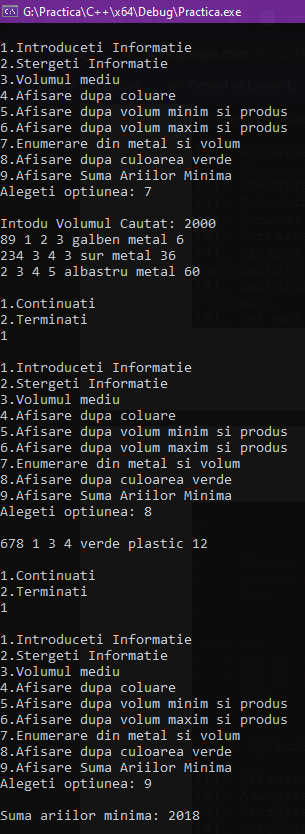 G:\Practica\C++\x64\Debug\Practica.exe
1.Introduceti Informatie
2.Stergeti Informatie
3.Volumul mediu
4.Afisare dupa coluare
5.Afisare dupa volum minim si produs
6.Afisare dupa volum maxim si produs
7.Enumerare din metal si volum
8.Afisare dupa culoarea verde
9.Afisare Suma Ariilor Minima
Alegeti optiunea: 7
Intodu Volumul Cautat: 2000
89 1 2 3 galben metal 6
234 3 4 3 sur metal 36
2 3 4 5 albastru metal 60
1.Continuati
2.Terminati
1
1.Introduceti Informatie
2.Stergeti Informatie
3.Volumul mediu
4.Afisare dupa coluare
5.Afisare dupa volum minim si produs
6.Afisare dupa volum maxim si produs
7.Enumerare din metal si volum
8.Afisare dupa culoarea verde
9.Afisare Suma Ariilor Minima
Alegeti optiunea: 8
678 1 3 4 verde plastic 12
1.Continuati
2.Terminati
1
1.Introduceti Informatie
2.Stergeti Informatie
3.Volumul mediu
4.Afisare dupa coluare
5.Afisare dupa volum minim si produs
6.Afisare dupa volum maxim si produs
7.Enumerare din metal si volum
8.Afisare dupa culoarea verde
9.Afisare Suma Ariilor Minima
Alegeti optiunea: 9
Suma ariilor minima: 2018